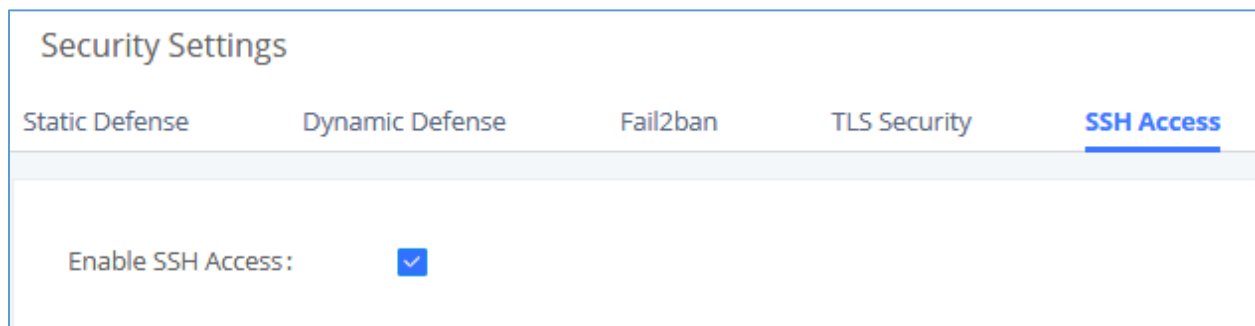 Security Settings
Static Defense Dynamic Defense Fail2ban TLS Security SSH Access
Enable SSH Access: